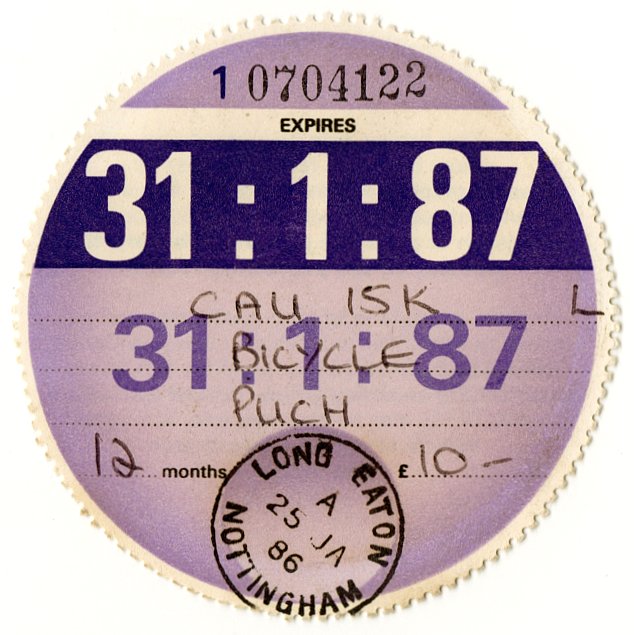 1 0704122
EXPIRES
31:1:87
CAU 15K L
31:1:87
BICYCLE
PUCH
12 months £10-
LONG EATON
A
25 JA
86
NOTTINGHAM